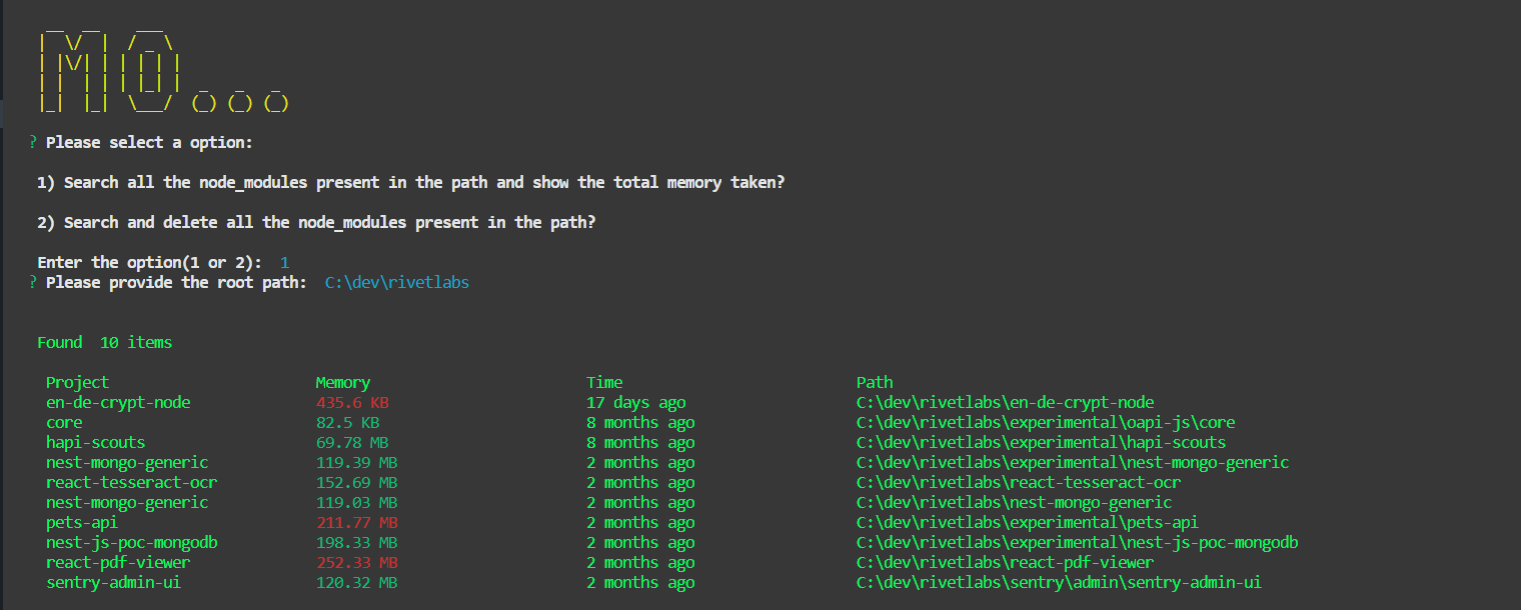 MO...
? Please select a option:
1) Search all the node_modules present in the path and show the total memory taken?
2) Search and delete all the node_modules present in the path?
Enter the option(1 or 2): 1
? Please provide the root path: C:\dev\rivetlabs
Found 10 items
Project Memory Time Path
en-de-crypt-node 435.6 KB 17 days ago C:\dev\rivetlabs\en-de-crypt-node
core 82.5 KB 8 months ago C:\dev\rivetlabs\experimental\oapi-js\core
hapi-scouts 69.78 MB 8 months ago C:\dev\rivetlabs\experimental\hapi-scouts
nest-mongo-generic 119.39 MB 2 months ago C:\dev\rivetlabs\experimental\nest-mongo-generic
react-tesseract-ocr 152.69 MB 2 months ago C:\dev\rivetlabs\react-tesseract-ocr
nest-mongo-generic 119.03 MB 2 months ago C:\dev\rivetlabs\nest-mongo-generic
pets-api 211.77 MB 2 months ago C:\dev\rivetlabs\experimental\pets-api
nest-js-poc-mongodb 198.33 MB 2 months ago C:\dev\rivetlabs\experimental\nest-js-poc-mongodb
react-pdf-viewer 252.33 MB 2 months ago C:\dev\rivetlabs\react-pdf-viewer
sentry-admin-ui 120.32 MB 2 months ago C:\dev\rivetlabs\sentry\admin\sentry-admin-ui